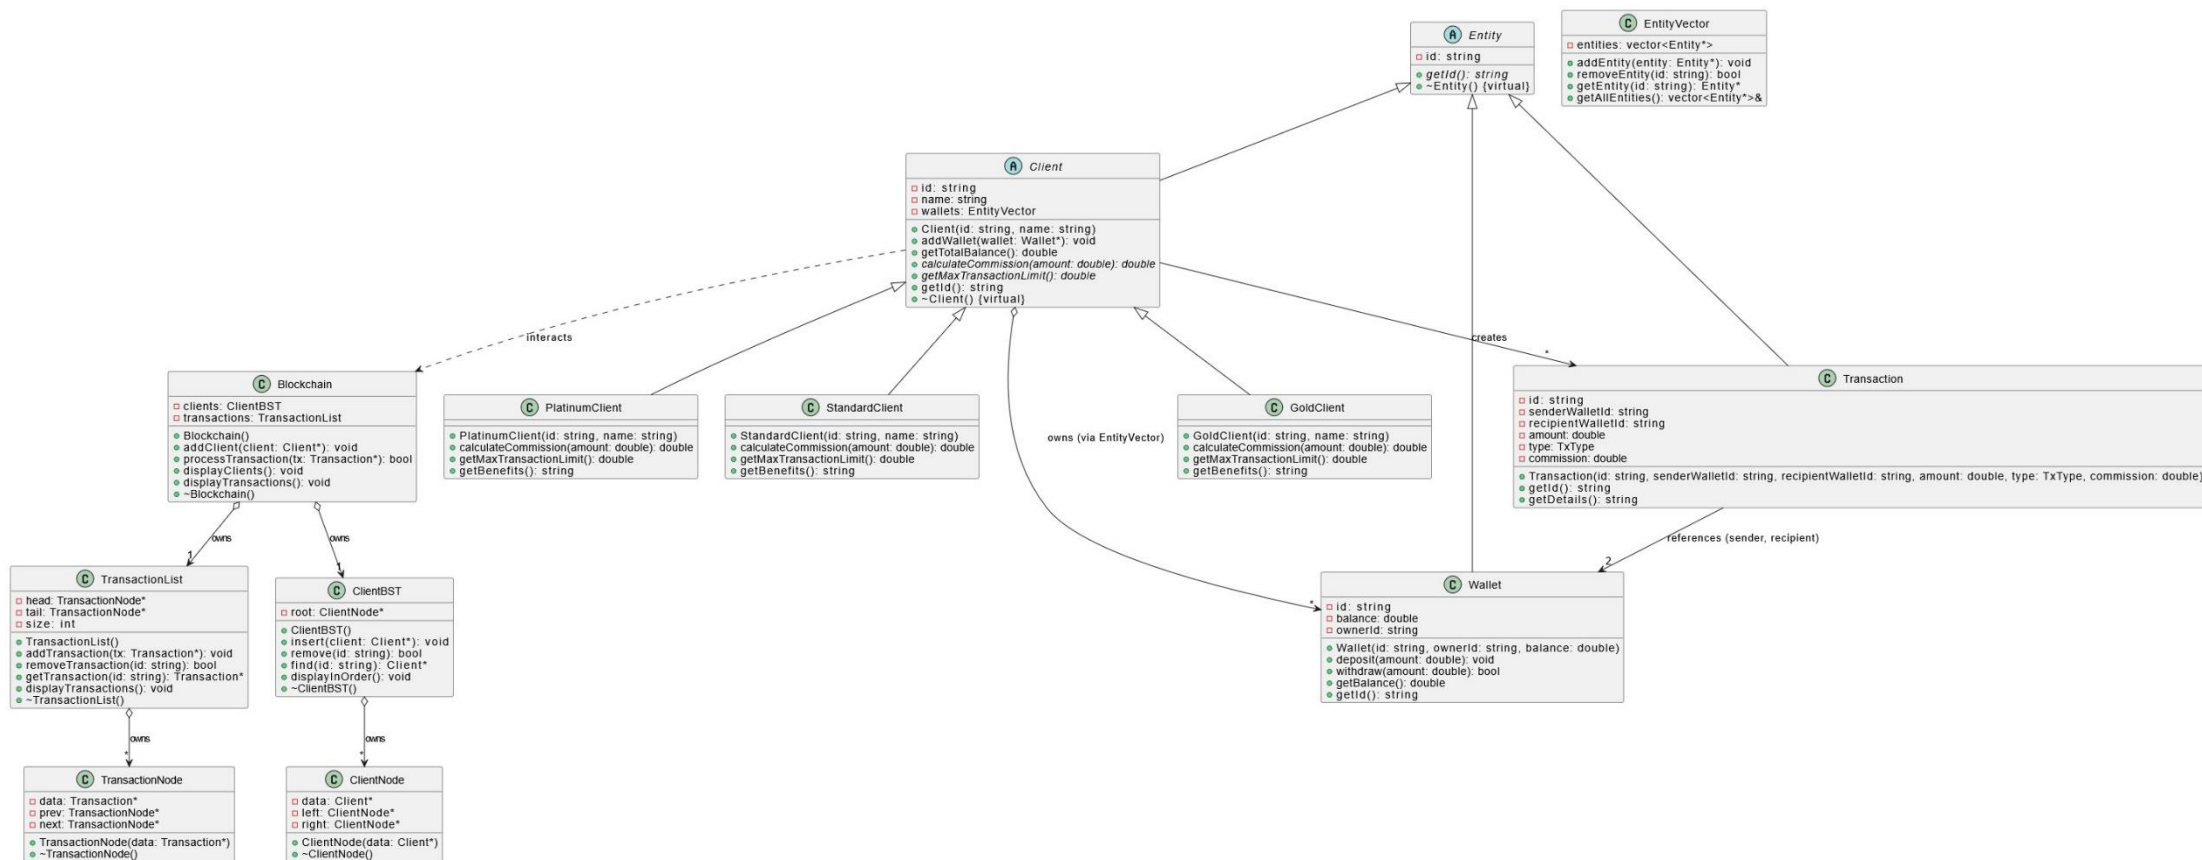 A Entity
id: string
getId(): string
~Entity() {virtual}
C EntityVector
entities: vector<Entity*>
addEntity(entity: Entity*): void
removeEntity(id: string): bool
getEntity(id: string): Entity*
getAllEntities(): vector<Entity*>&
A Client
id: string
name: string
wallets: EntityVector
Client(id: string, name: string)
addWallet(wallet: Wallet*): void
getTotalBalance(): double
calculateCommission(amount: double): double
getMaxTransactionLimit(): double
getId(): string
~Client() {virtual}
interacts
creates
*
C Blockchain
clients: ClientBST
transactions: TransactionList
Blockchain()
addClient(client: Client*): void
processTransaction(tx: Transaction*): bool
displayClients(): void
displayTransactions(): void
~Blockchain()
C PlatinumClient
PlatinumClient(id: string, name: string)
calculateCommission(amount: double): double
getMaxTransactionLimit(): double
getBenefits(): string
C StandardClient
StandardClient(id: string, name: string)
calculateCommission(amount: double): double
getMaxTransactionLimit(): double
getBenefits(): string
owns (via EntityVector)
C GoldClient
GoldClient(id: string, name: string)
calculateCommission(amount: double): double
getMaxTransactionLimit(): double
getBenefits(): string
C Transaction
id: string
senderWalletId: string
recipientWalletId: string
amount: double
type: TxType
commission: double
Transaction(id: string, senderWalletId: string, recipientWalletId: string, amount: double, type: TxType, commission: double)
getId(): string
getDetails(): string
owns
1
owns
1
references (sender, recipient)
2
*
C TransactionList
head: TransactionNode*
tail: TransactionNode*
size: int
TransactionList()
addTransaction(tx: Transaction*): void
removeTransaction(id: string): bool
getTransaction(id: string): Transaction*
displayTransactions(): void
~TransactionList()
C ClientBST
root: ClientNode*
ClientBST()
insert(client: Client*): void
remove(id: string): bool
find(id: string): Client*
displayInOrder(): void
~ClientBST()
C Wallet
id: string
balance: double
ownerId: string
Wallet(id: string, ownerId: string, balance: double)
deposit(amount: double): void
withdraw(amount: double): bool
getBalance(): double
getId(): string
owns
*
owns
*
C TransactionNode
data: Transaction*
prev: TransactionNode*
next: TransactionNode*
TransactionNode(data: Transaction*)
~TransactionNode()
C ClientNode
data: Client*
left: ClientNode*
right: ClientNode*
ClientNode(data: Client*)
~ClientNode()